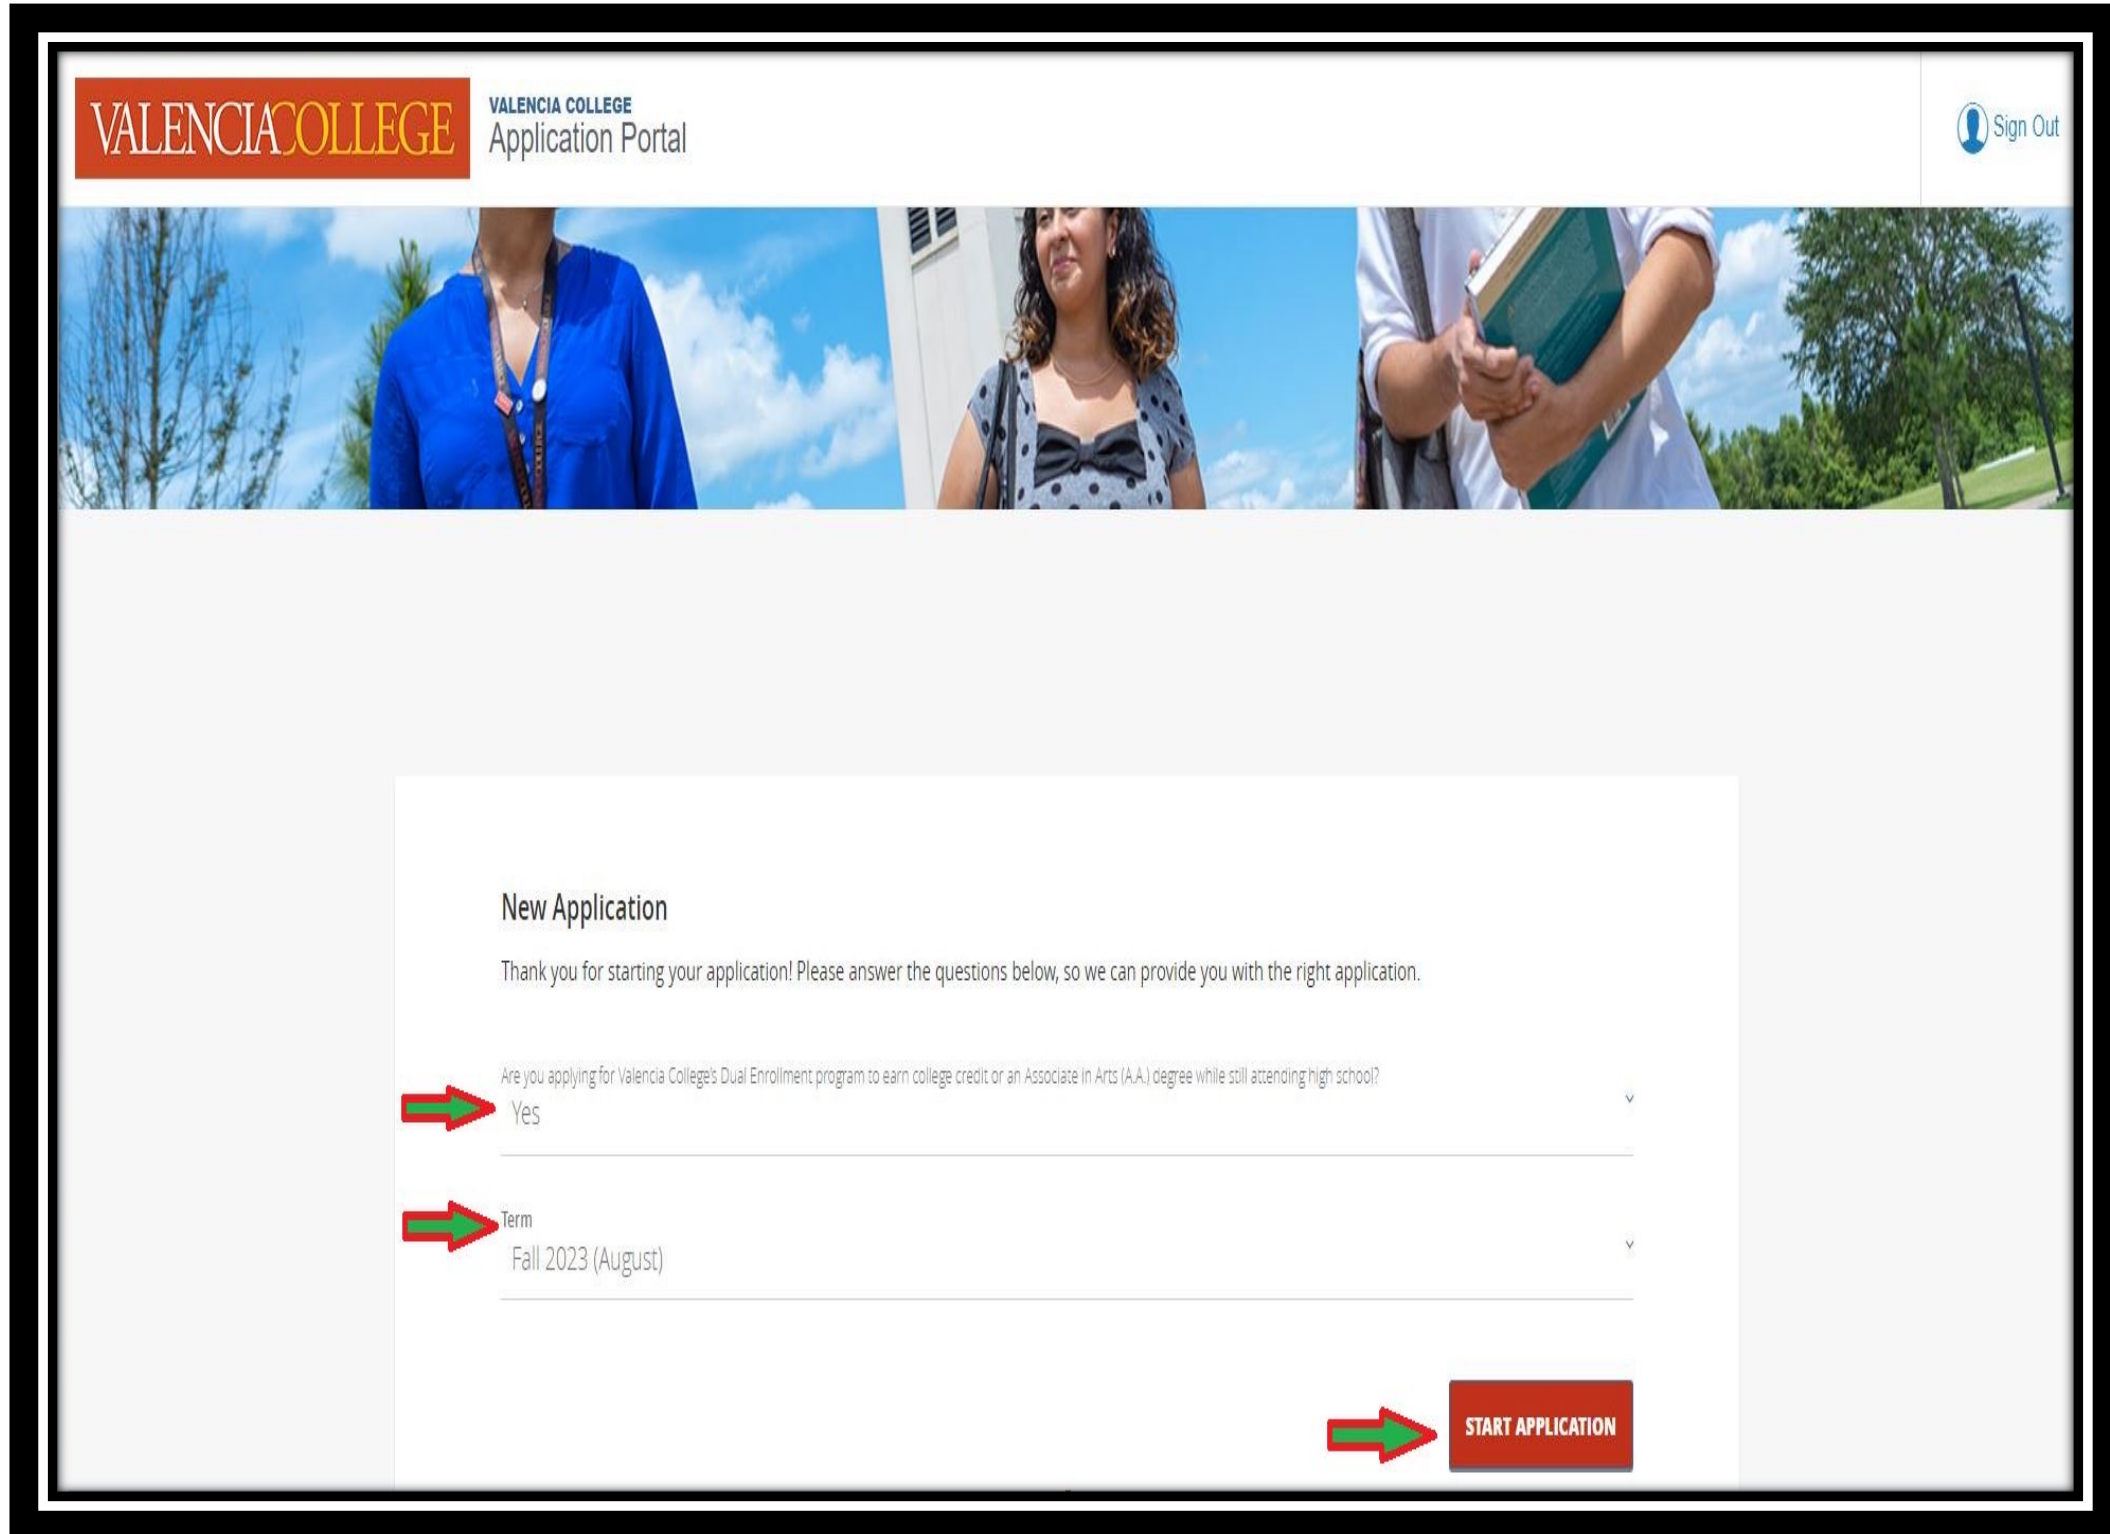 VALENCIACOLLEGE
VALENCIA COLLEGE
Application Portal
Sign Out
New Application
Thank you for starting your application! Please answer the questions below, so we can provide you with the right application.
Are you applying for Valencia College's Dual Enrollment program to earn college credit or an Associate in Arts (A.A.) degree while still attending high school?
Yes
Term
Fall 2023 (August)
START APPLICATION